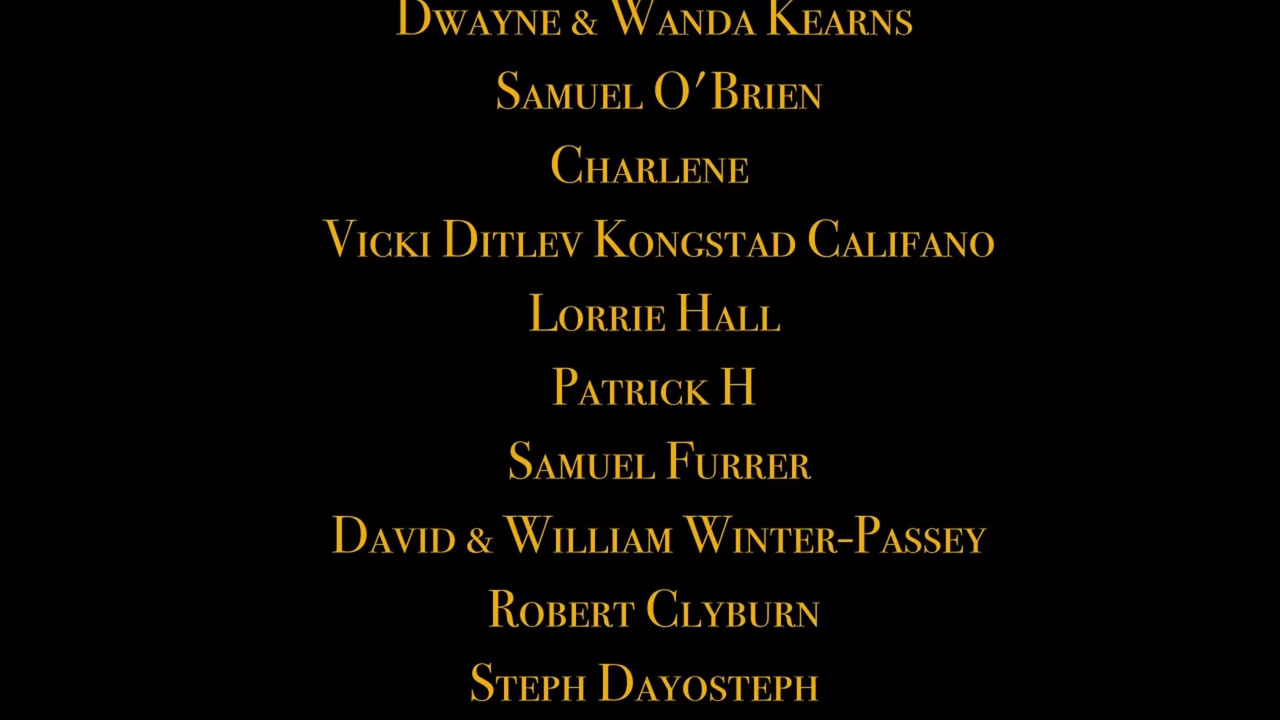 Dwayne & Wanda Kearns
Samuel O'Brien
Charlene
Vicki Ditlev Kongstad Califano
Lorrie Hall
Patrick H
Samuel Furrer
David & William Winter-Passey
Robert Clyburn
Steph Dayosteph